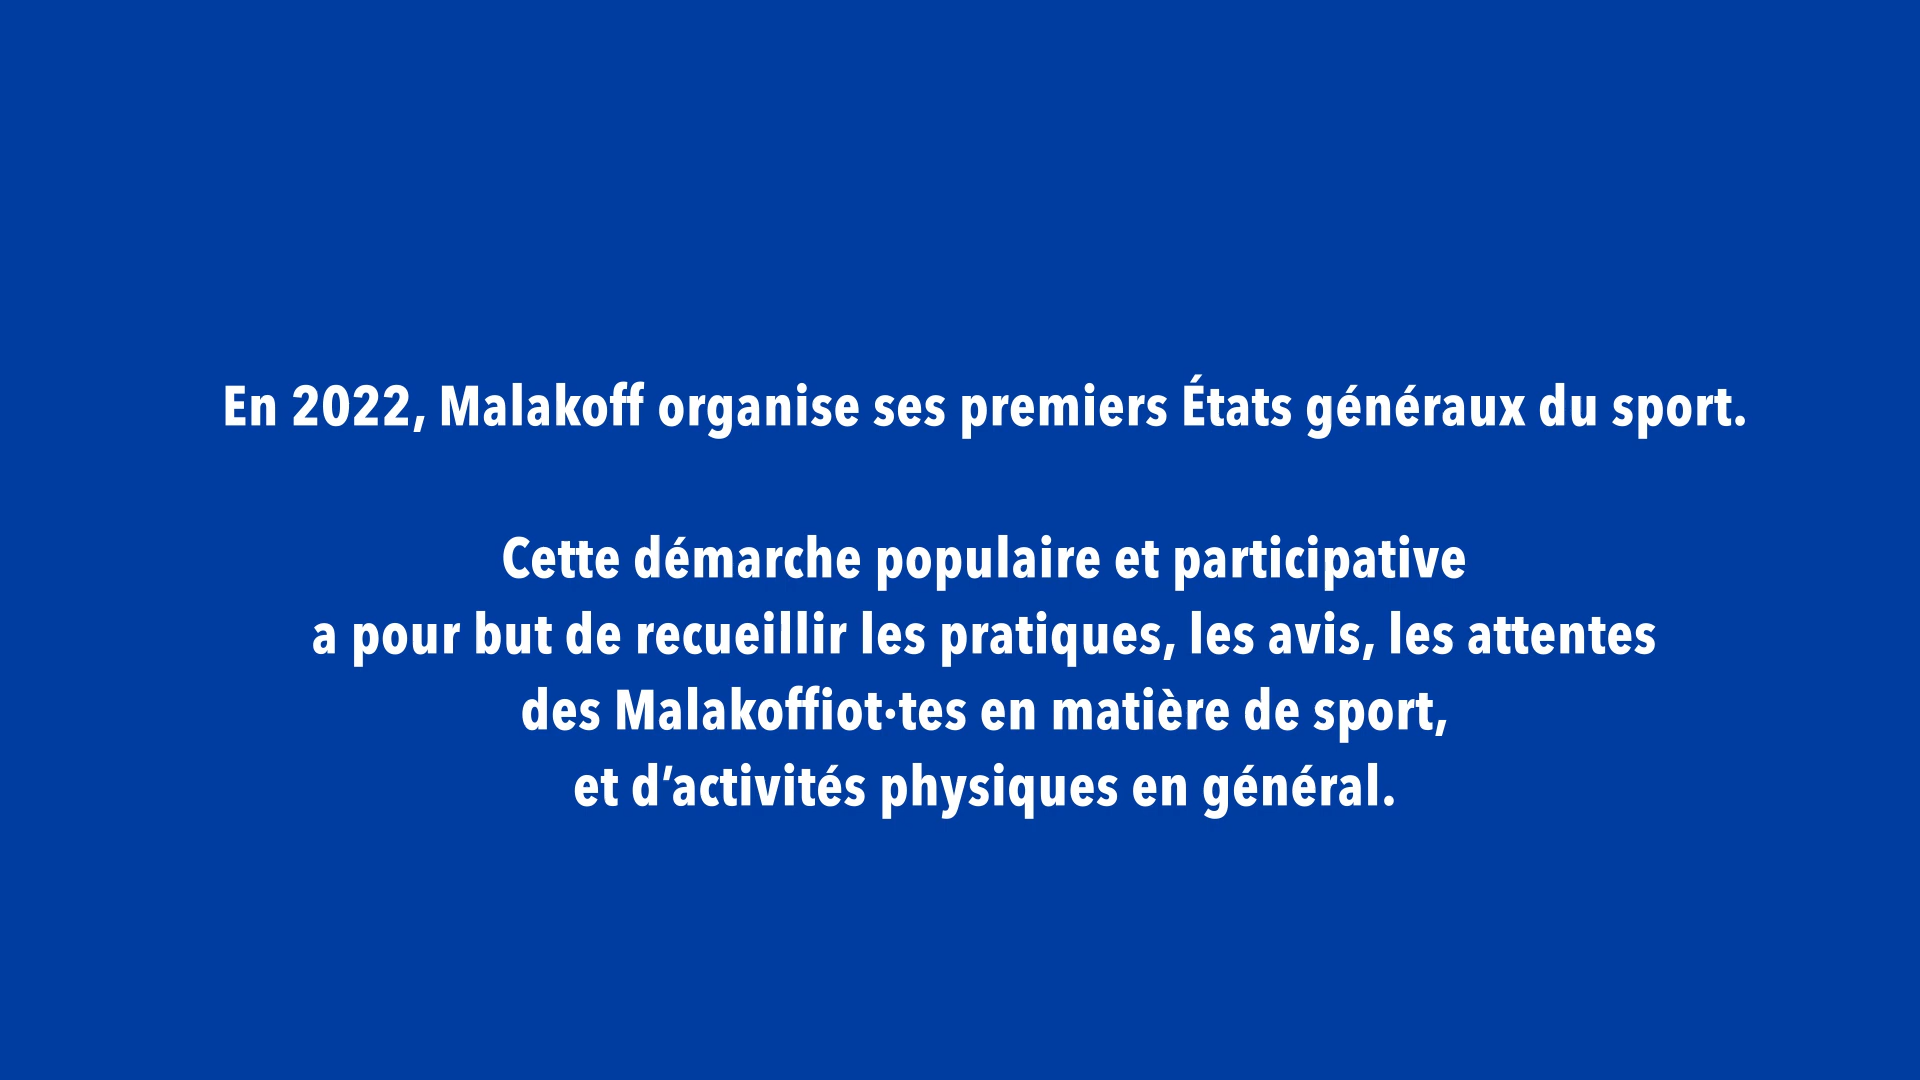 En 2022, Malakoff organise ses premiers États généraux du sport.
Cette démarche populaire et participative
a pour but de recueillir les pratiques, les avis, les attentes
des Malakoffiot·tes en matière de sport,
et d’activités physiques en général.